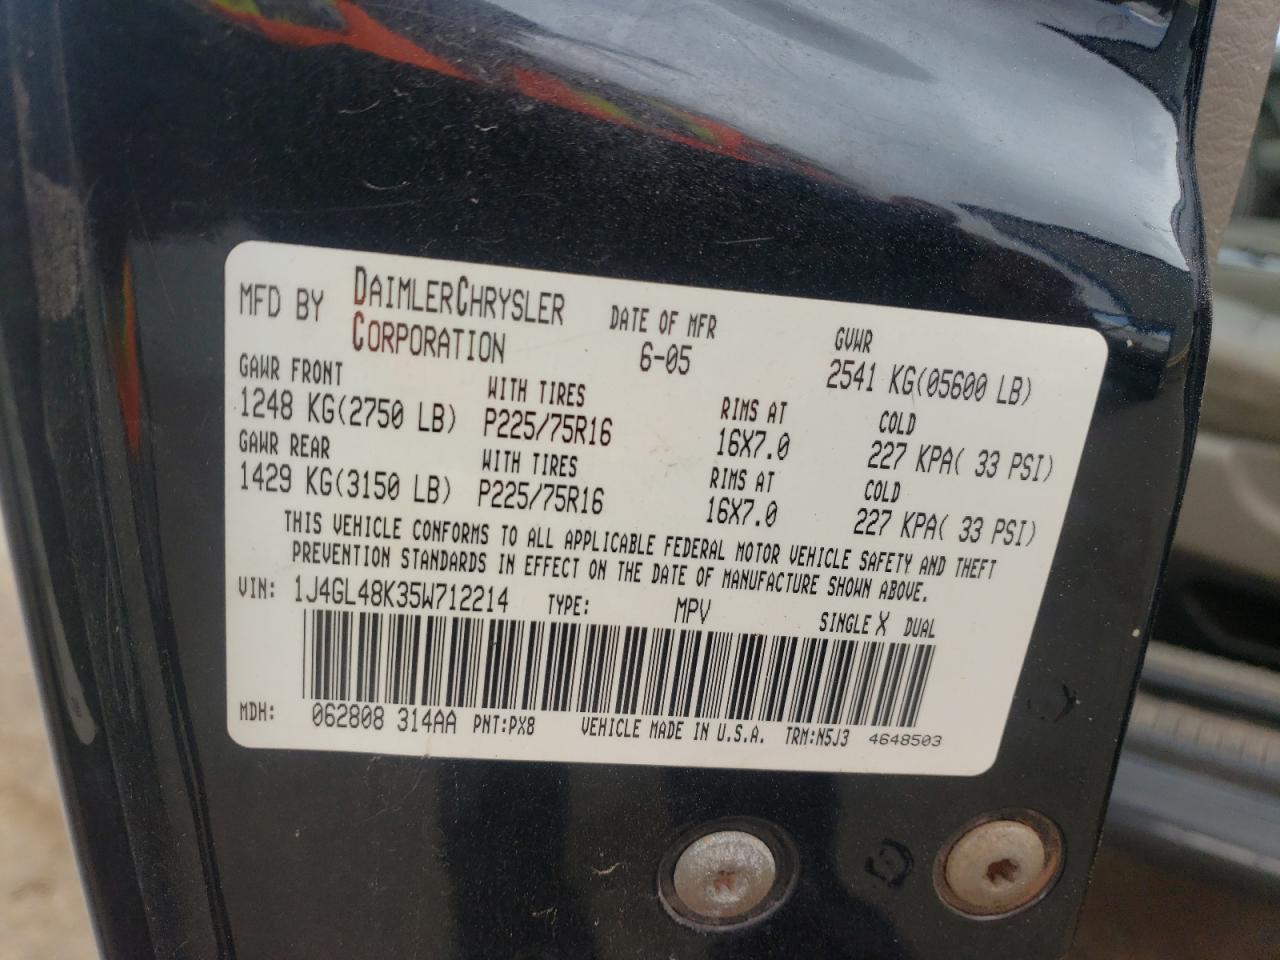 MFD BY DAIMLERCHRYSLER CORPORATION DATE OF MFR 6-05 GVWR 2541 KG(05600 LB)
GAWR FRONT WITH TIRES RIMS AT COLD
1248 KG(2750 LB) P225/75R16 16X7.0 227 KPA( 33 PSI)
GAWR REAR WITH TIRES RIMS AT COLD
1429 KG(3150 LB) P225/75R16 16X7.0 227 KPA( 33 PSI)
THIS VEHICLE CONFORMS TO ALL APPLICABLE FEDERAL MOTOR VEHICLE SAFETY AND THEFT
PREVENTION STANDARDS IN EFFECT ON THE DATE OF MANUFACTURE SHOWN ABOVE.
VIN: 1J4GL48K35W712214 TYPE: MPV SINGLE X DUAL
MDH: 062808 314AA PNT:PX8 VEHICLE MADE IN U.S.A. TRM:N5J3 4648503